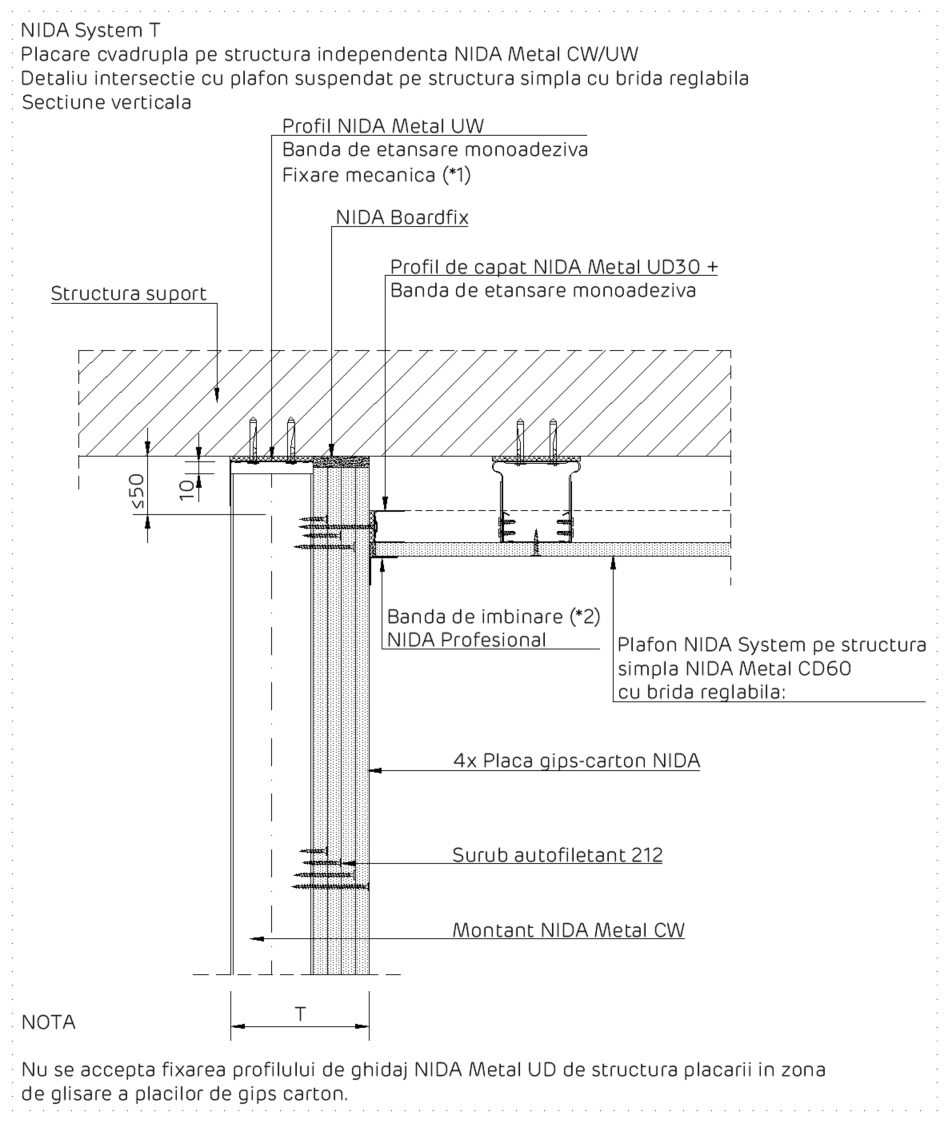 NIDA System T
Placare cvadrupla pe structura independenta NIDA Metal CW/UW
Detaliu intersectie cu plafon suspendat pe structura simpla cu brida reglabila
Sectiune verticala
Profil NIDA Metal UW
Banda de etansare monoadeziva
Fixare mecanica (*1)
NIDA Boardfix
Profil de capat NIDA Metal UD30 +
Banda de etansare monoadeziva
Structura suport
≤50
10
Banda de imbinare (*2)
NIDA Profesional
Plafon NIDA System pe structura
simpla NIDA Metal CD60
cu brida reglabila:
4x Placa gips-carton NIDA
Surub autofiletant 212
Montant NIDA Metal CW
T
NOTA
Nu se accepta fixarea profilului de ghidaj NIDA Metal UD de structura placarii in zona
de glisare a placilor de gips carton.